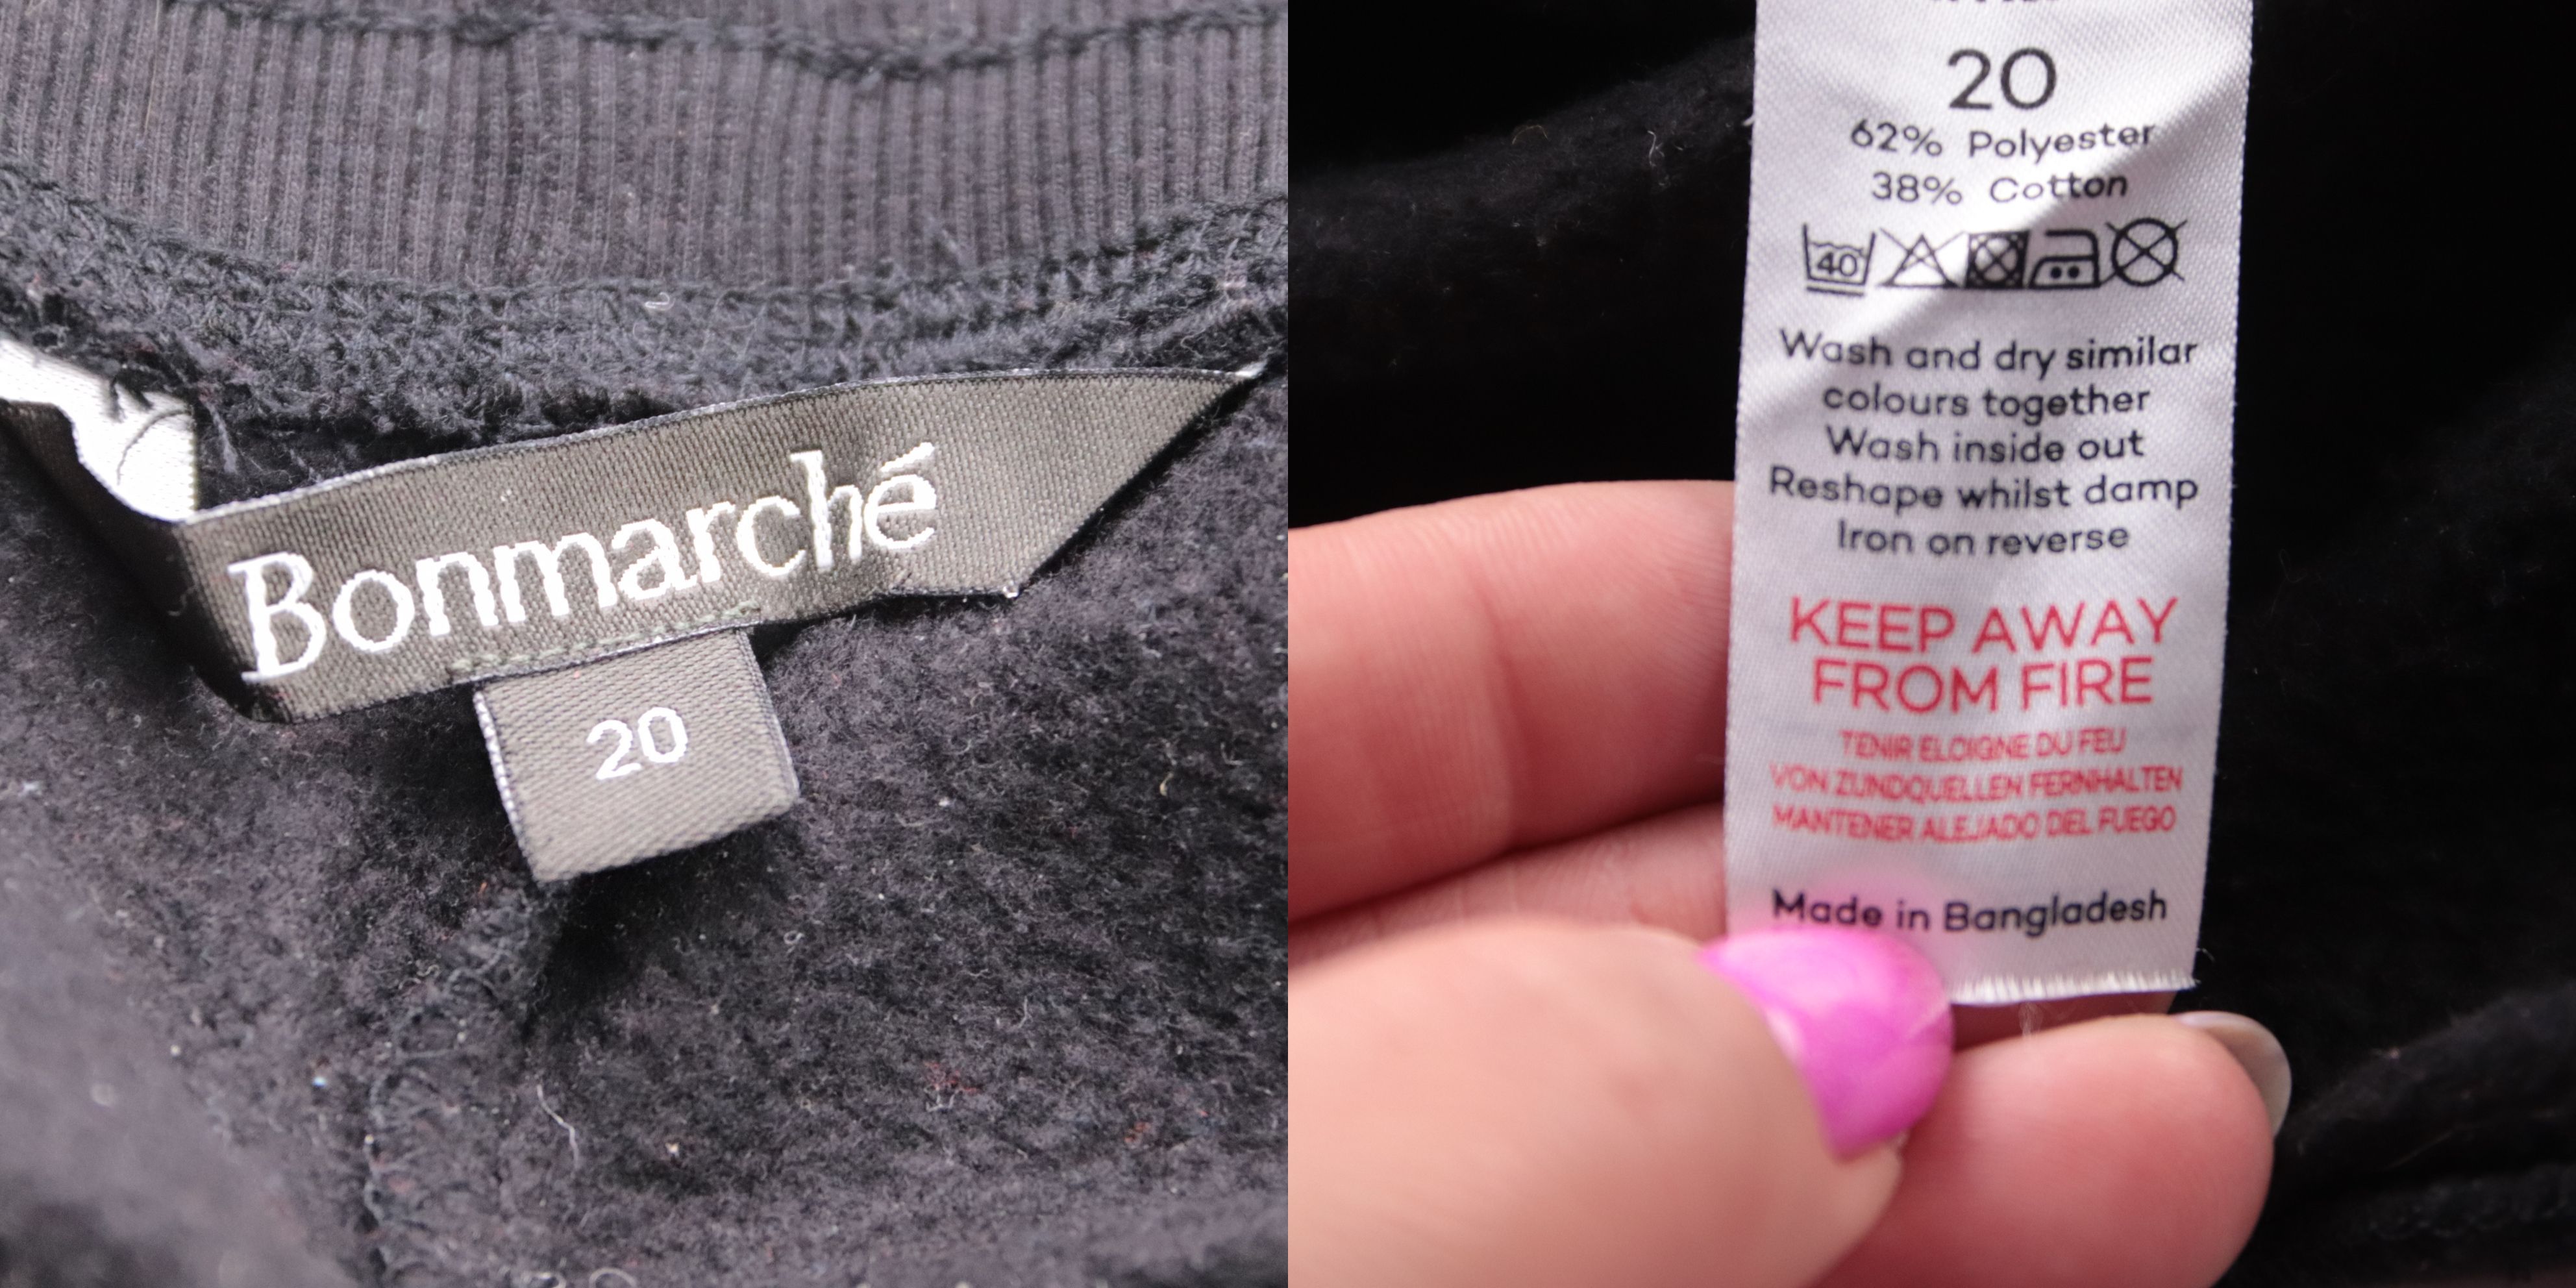 Bonmarché
20
20
62% Polyester
38% Cotton
40
Wash and dry similar
colours together
Wash inside out
Reshape whilst damp
Iron on reverse
KEEP AWAY
FROM FIRE
TENIR ELOIGNE DU FEU
VON ZUNDQUELLEN FERNHALTEN
MANTENER ALEJADO DEL FUEGO
Made in Bangladesh